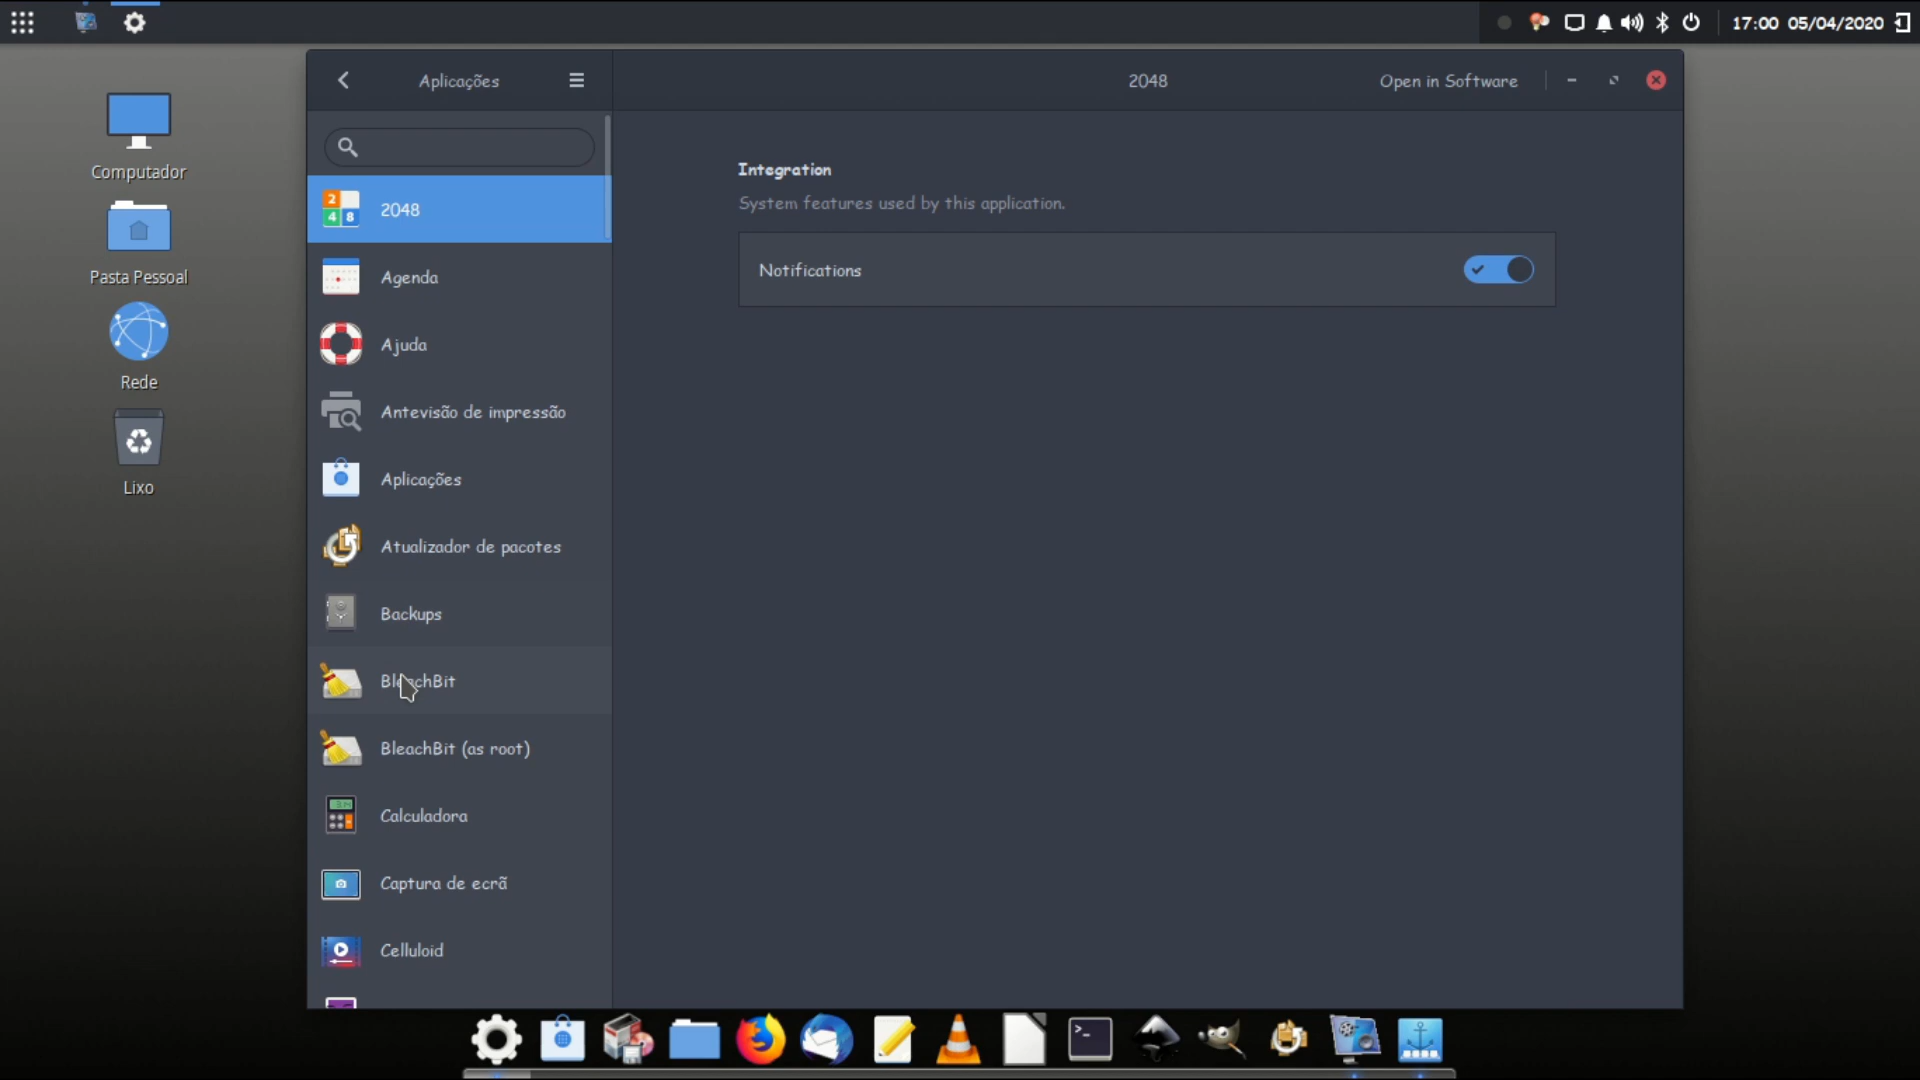 17:00 05/04/2020
Computador
Pasta Pessoal
Rede
Lixo
Aplicações
2048
Open in Software
2048
Agenda
Ajuda
Antevisão de impressão
Aplicações
Atualizador de pacotes
Backups
BleachBit
BleachBit (as root)
Calculadora
Captura de ecrã
Celluloid
Integration
System features used by this application.
Notifications